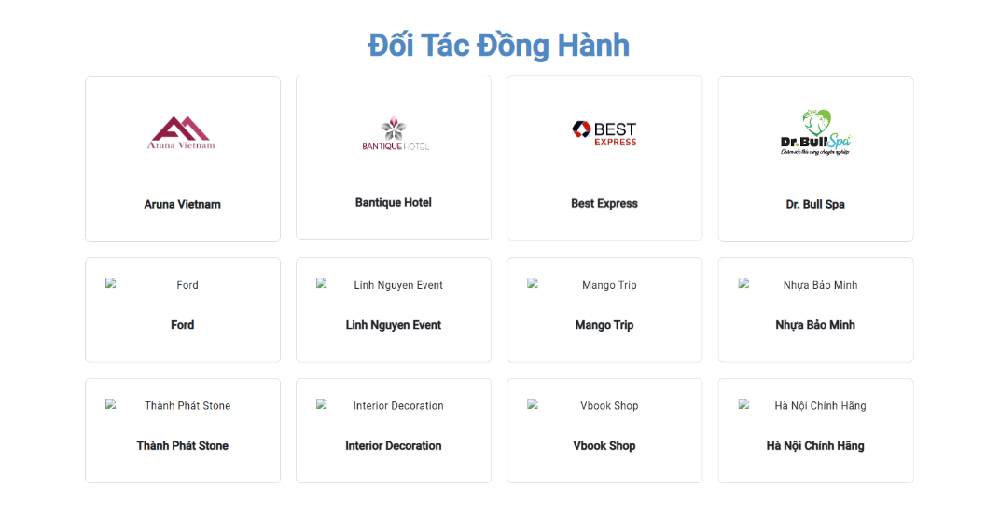 Đối Tác Đồng Hành
Aruna Vietnam
BANTIQUE HOTEL
BEST
EXPRESS
Dr. Bull Spa
Chăm sóc thú cưng chuyên nghiệp
Aruna Vietnam
Bantique Hotel
Best Express
Dr. Bull Spa
Ford
Linh Nguyen Event
Mango Trip
Nhựa Bảo Minh
Ford
Linh Nguyen Event
Mango Trip
Nhựa Bảo Minh
Thành Phát Stone
Interior Decoration
Vbook Shop
Hà Nội Chính Hãng
Thành Phát Stone
Interior Decoration
Vbook Shop
Hà Nội Chính Hãng